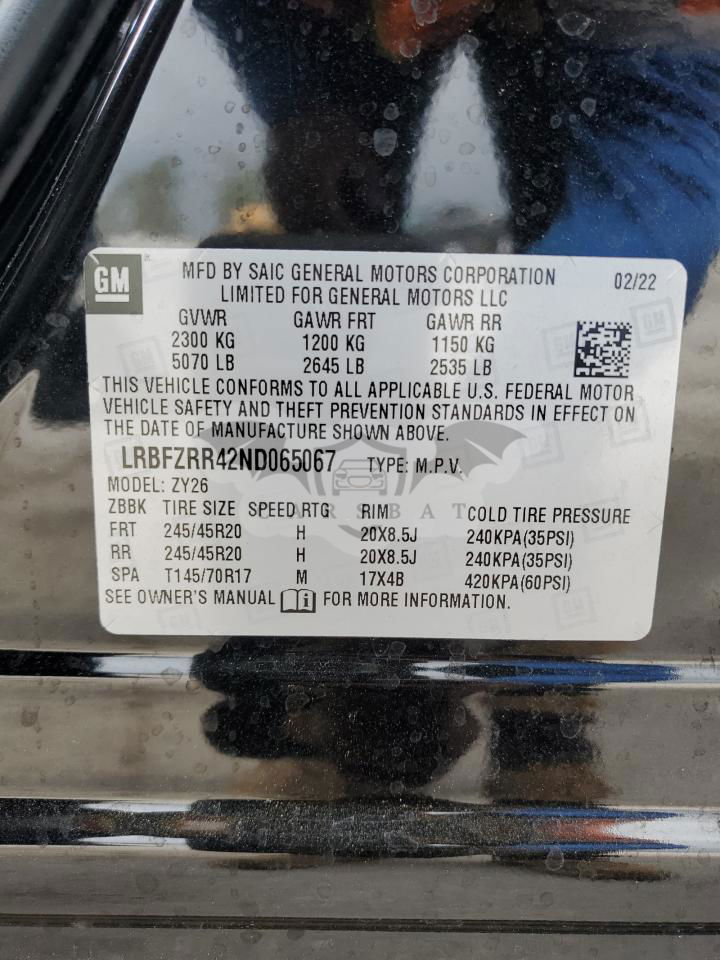 GM
MFD BY SAIC GENERAL MOTORS CORPORATION 02/22
LIMITED FOR GENERAL MOTORS LLC
GVWR GAWR FRT GAWR RR
2300 KG 1200 KG 1150 KG
5070 LB 2645 LB 2535 LB
THIS VEHICLE CONFORMS TO ALL APPLICABLE U.S. FEDERAL MOTOR
VEHICLE SAFETY AND THEFT PREVENTION STANDARDS IN EFFECT ON
THE DATE OF MANUFACTURE SHOWN ABOVE.
LRBFZRR42ND065067 TYPE: M.P.V.
MODEL: ZY26
ZBBK TIRE SIZE SPEED RTG RIM COLD TIRE PRESSURE
CARSBAT
FRT 245/45R20 H 20X8.5J 240KPA(35PSI)
RR 245/45R20 H 20X8.5J 240KPA(35PSI)
SPA T145/70R17 M 17X4B 420KPA(60PSI)
SEE OWNER'S MANUAL i FOR MORE INFORMATION.